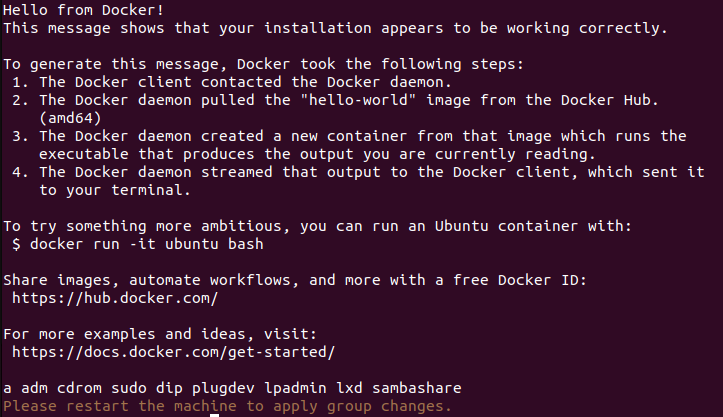 Hello from Docker!
This message shows that your installation appears to be working correctly.
To generate this message, Docker took the following steps:
1. The Docker client contacted the Docker daemon.
2. The Docker daemon pulled the "hello-world" image from the Docker Hub.
(amd64)
3. The Docker daemon created a new container from that image which runs the
executable that produces the output you are currently reading.
4. The Docker daemon streamed that output to the Docker client, which sent it
to your terminal.
To try something more ambitious, you can run an Ubuntu container with:
$ docker run -it ubuntu bash
Share images, automate workflows, and more with a free Docker ID:
https://hub.docker.com/
For more examples and ideas, visit:
https://docs.docker.com/get-started/
a adm cdrom sudo dip plugdev lpadmin lxd sambashare
Please restart the machine to apply group changes.